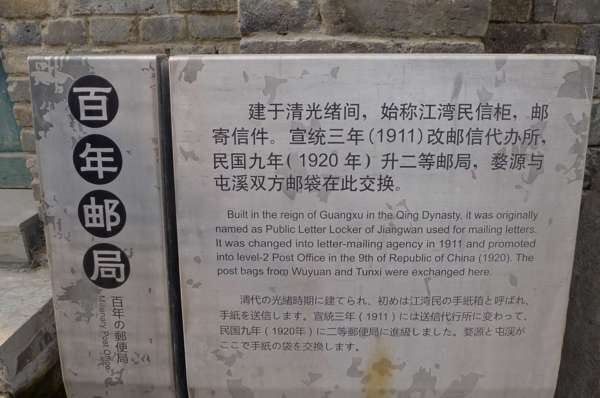 百年邮局
百年の郵便局
Millenary Post Office
建于清光绪间，始称江湾民信柜，邮
寄信件。宣统三年（1911）改邮信代办所，
民国九年（1920 年）升二等邮局，婺源与
屯溪双方邮袋在此交换。
Built in the reign of Guangxu in the Qing Dynasty, it was originally
named as Public Letter Locker of Jiangwan used for mailing letters.
It was changed into letter-mailing agency in 1911 and promoted
into level-2 Post Office in the 9th of Republic of China (1920). The
post bags from Wuyuan and Tunxi were exchanged here.
清代の光緒時期に建てられ、初めは江湾民の手紙箱と呼ばれ、
手紙を送信します。宣統三年（1911）には送信代行所に変わって、
民国九年（1920年）に二等郵便局に進級しました。婺源と屯溪が
ここで手紙の袋を交換します。